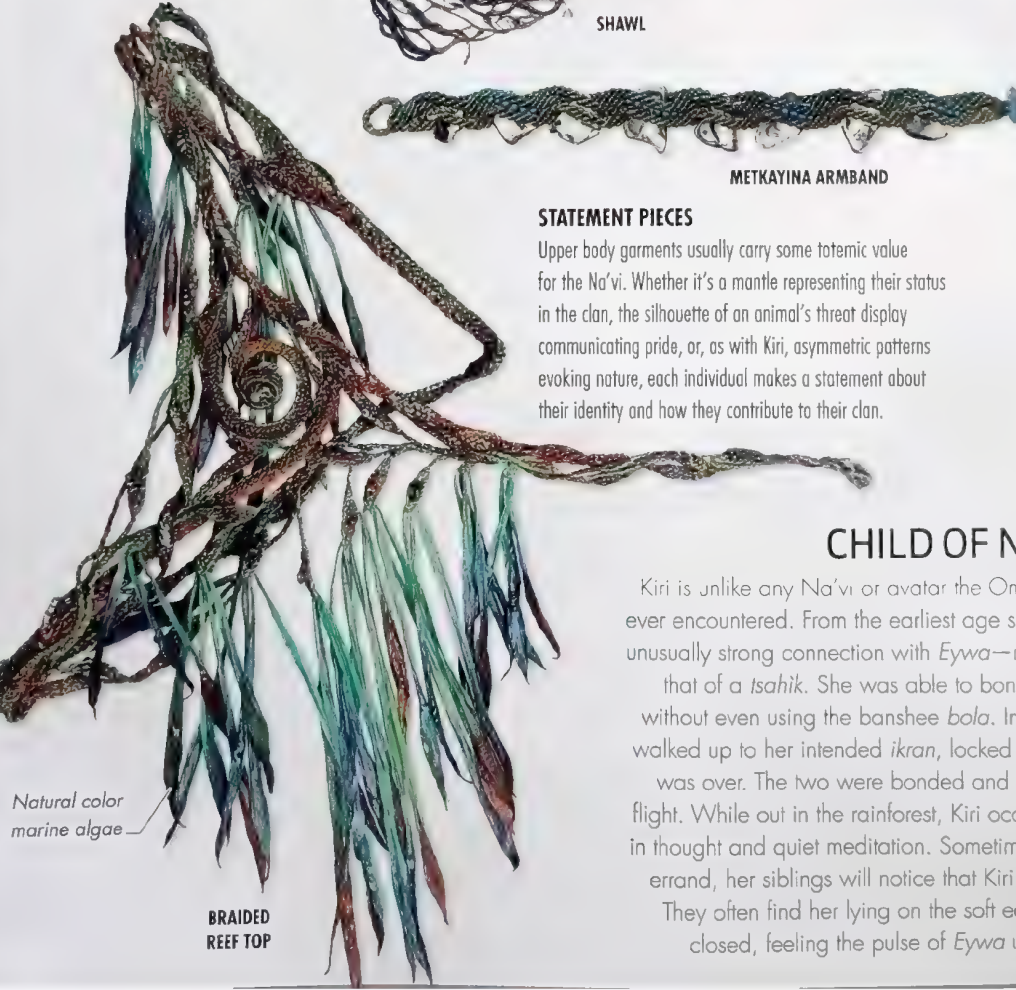 SHAWL
METKAYINA ARMBAND
STATEMENT PIECES
Upper body garments usually carry some totemic value
for the Na'vi. Whether it's a mantle representing their status
in the clan, the silhouette of an animal's threat display
communicating pride, or, as with Kiri, asymmetric patterns
evoking nature, each individual makes a statement about
their identity and how they contribute to their clan.
CHILD OF N
Kiri is unlike any Na'vi or avatar the
ever encountered. From the earliest age s
unusually strong connection with Eywa—
that of a tsahìk. She was able to bon
without even using the banshee bola. In
walked up to her intended ikran, locked
was over. The two were bonded and
flight. While out in the rainforest, Kiri occ
in thought and quiet meditation. Sometim
errand, her siblings will notice that Kiri
They often find her lying on the soft e
closed, feeling the pulse of Eywa u
Natural color
marine algae
BRAIDED
REEF TOP